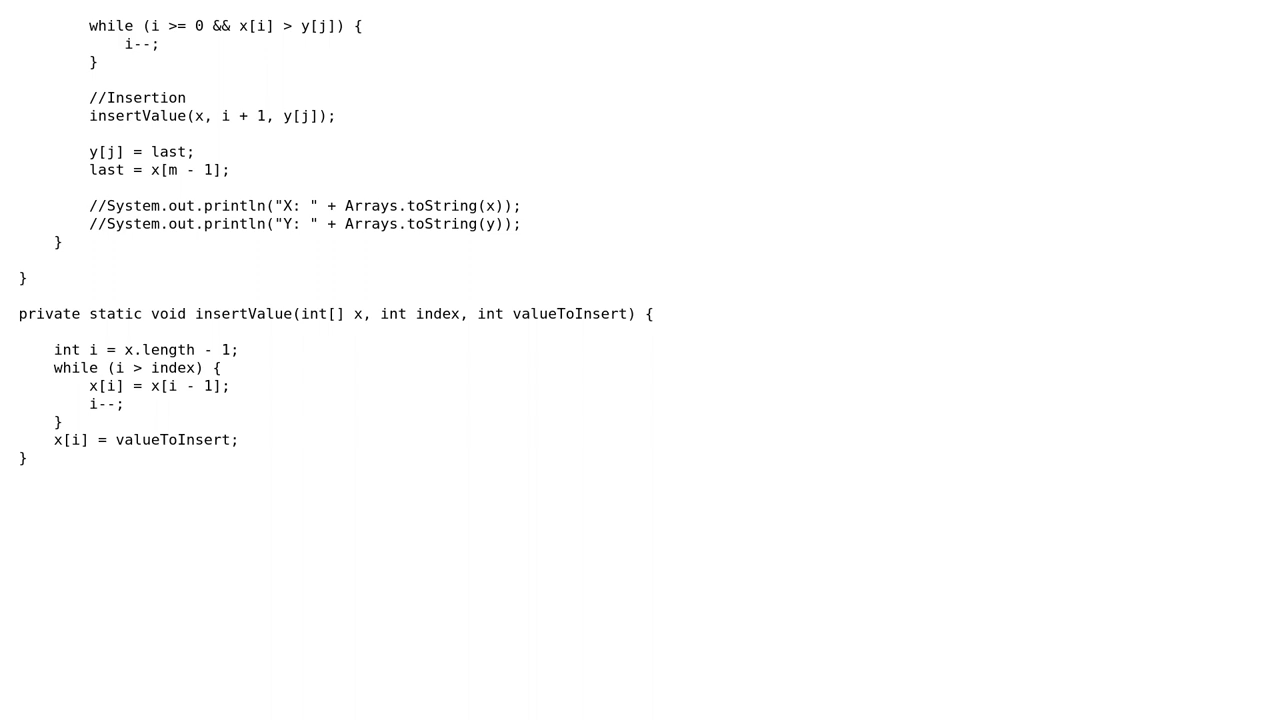 while (i >= 0 && x[i] > y[j]) {
            i--;
        }

        //Insertion
        insertValue(x, i + 1, y[j]);

        y[j] = last;
        last = x[m - 1];

        //System.out.println("X: " + Arrays.toString(x));
        //System.out.println("Y: " + Arrays.toString(y));
    }

}

private static void insertValue(int[] x, int index, int valueToInsert) {

    int i = x.length - 1;
    while (i > index) {
        x[i] = x[i - 1];
        i--;
    }
    x[i] = valueToInsert;
}